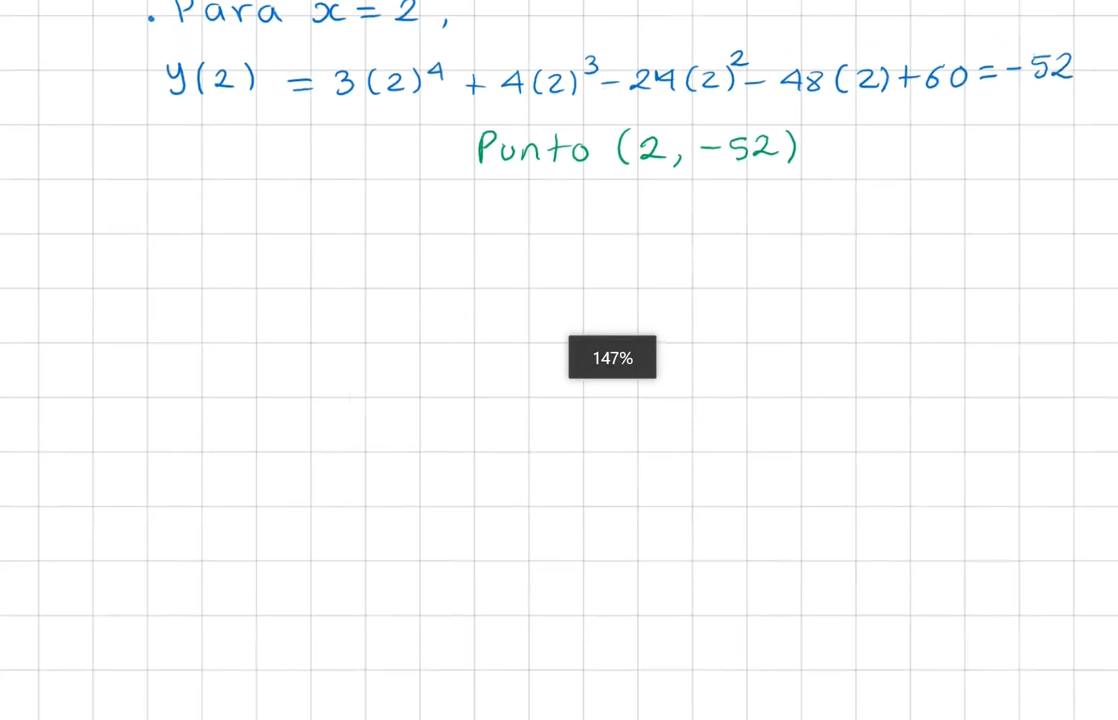 . Para x = 2 ,
y(2) = 3(2)⁴ + 4(2)³ - 24(2)² - 48(2)+60 = -52
Punto (2, -52)
147%